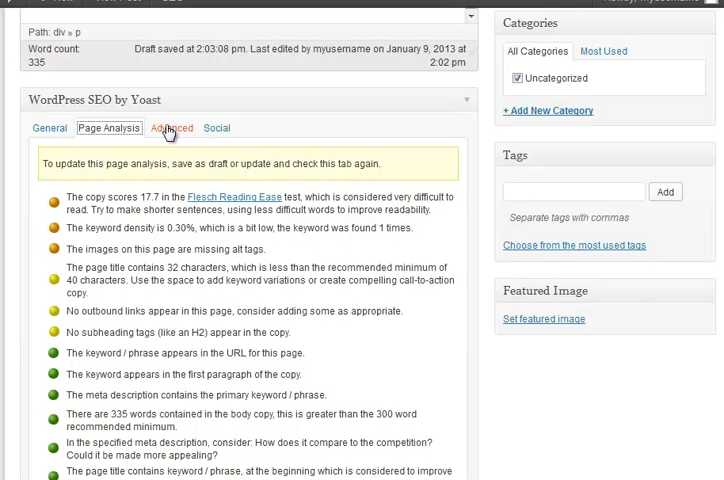 Path: div » p
Word count:
335
Draft saved at 2:03:08 pm. Last edited by myusername on January 9, 2013 at
2:02 pm
WordPress SEO by Yoast
General
Page Analysis
Advanced
Social
To update this page analysis, save as draft or update and check this tab again.
The copy scores 17.7 in the Flesch Reading Ease test, which is considered very difficult to
read. Try to make shorter sentences, using less difficult words to improve readability.
The keyword density is 0.30%, which is a bit low, the keyword was found 1 times.
The images on this page are missing alt tags.
The page title contains 32 characters, which is less than the recommended minimum of
40 characters. Use the space to add keyword variations or create compelling call-to-action
copy.
No outbound links appear in this page, consider adding some as appropriate.
No subheading tags (like an H2) appear in the copy.
The keyword / phrase appears in the URL for this page.
The keyword appears in the first paragraph of the copy.
The meta description contains the primary keyword / phrase.
There are 335 words contained in the body copy, this is greater than the 300 word
recommended minimum.
In the specified meta description, consider: How does it compare to the competition?
Could it be made more appealing?
The page title contains keyword / phrase, at the beginning which is considered to improve
Categories
All Categories
Most Used
Uncategorized
+ Add New Category
Tags
Add
Separate tags with commas
Choose from the most used tags
Featured Image
Set featured image